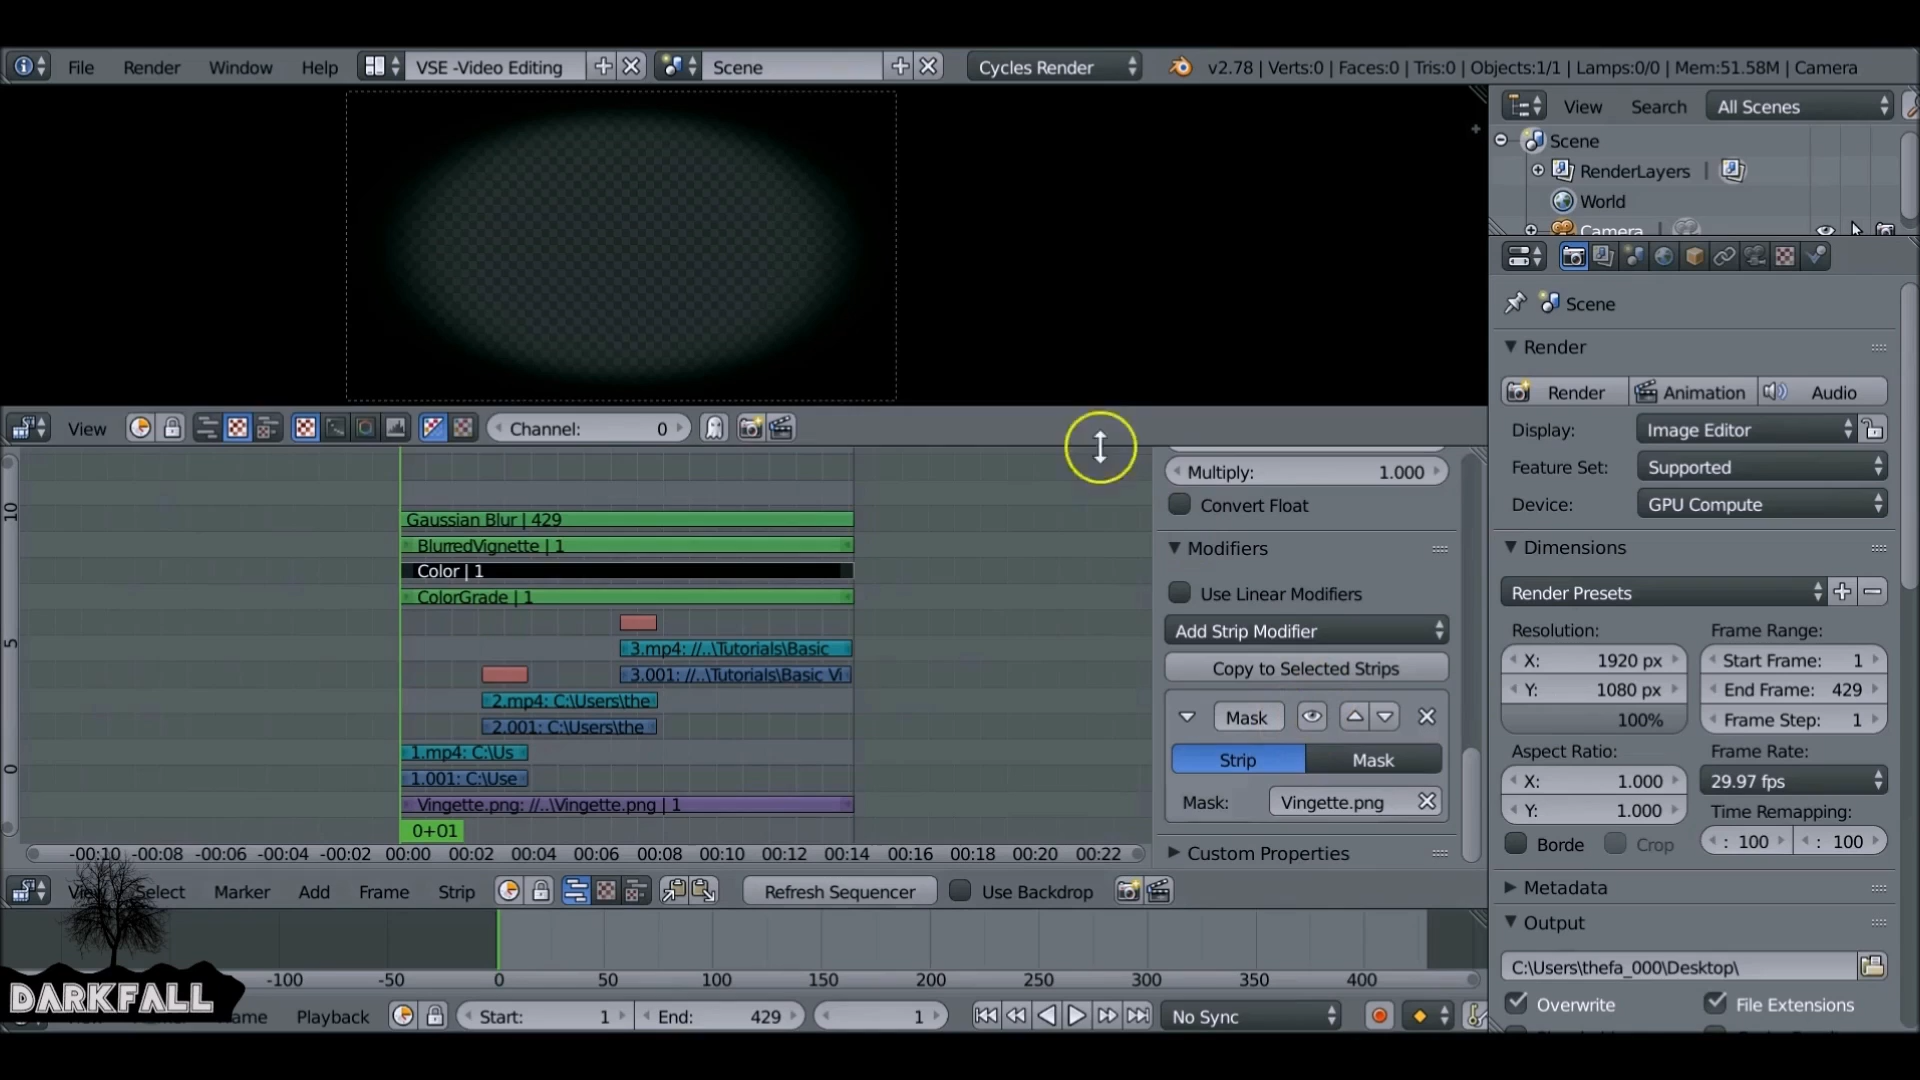 File Render Window Help VSE -Video Editing Scene Cycles Render v2.78 | Verts:0 | Faces:0 | Tris:0 | Objects:1/1 | Lamps:0/0 | Mem:51.58M | Camera
View Search All Scenes
Scene
RenderLayers |
World
Camera |
Scene
Render
Render Animation Audio
Display: Image Editor
Feature Set: Supported
Device: GPU Compute
Dimensions
Render Presets
Resolution: Frame Range:
X: 1920 px Start Frame: 1
Y: 1080 px End Frame: 429
100% Frame Step: 1
Aspect Ratio: Frame Rate:
X: 1.000 29.97 fps
Y: 1.000 Time Remapping:
Borde Crop : 100 : 100
Metadata
Output
C:\Users\thefa_000\Desktop\
Overwrite File Extensions
View Channel: 0
Multiply: 1.000
Convert Float
Modifiers
Use Linear Modifiers
Add Strip Modifier
Copy to Selected Strips
Mask
Strip Mask
Mask: Vingette.png
Custom Properties
10
5
0
Gaussian Blur | 429
BlurredVignette | 1
Color | 1
ColorGrade | 1
3.mp4: //..\Tutorials\Basic
3.001: //..\Tutorials\Basic Vi
2.mp4: C:\Users\the
2.001: C:\Users\the
1.mp4: C:\Us
1.001: C:\Use
Vingette.png: //..\Vingette.png | 1
0+01
-00:10 -00:08 -00:06 -00:04 -00:02 00:00 00:02 00:04 00:06 00:08 00:10 00:12 00:14 00:16 00:18 00:20 00:22
View Select Marker Add Frame Strip Refresh Sequencer Use Backdrop
-100 -50 0 50 100 150 200 250 300 350 400
DARKFALL
Playback Start: 1 End: 429 1 No Sync